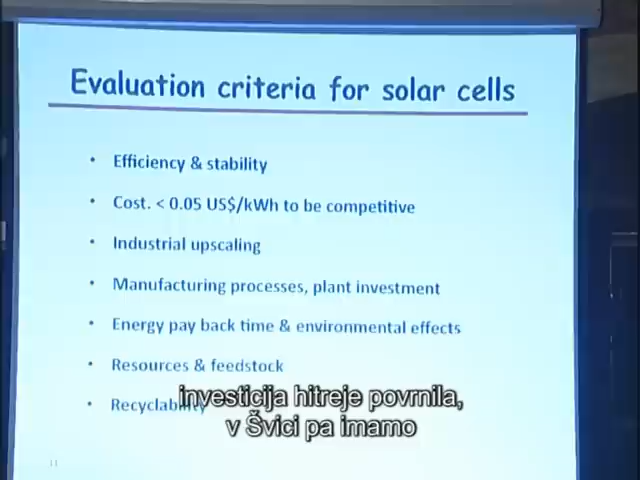 Evaluation criteria for solar cells
• Efficiency & stability
• Cost. < 0.05 US$/kWh to be competitive
• Industrial upscaling
• Manufacturing processes, plant investment
• Energy pay back time & environmental effects
• Resources & feedstock
• Recyclability
investicija hitreje povrnila,
v Švici pa imamo
11